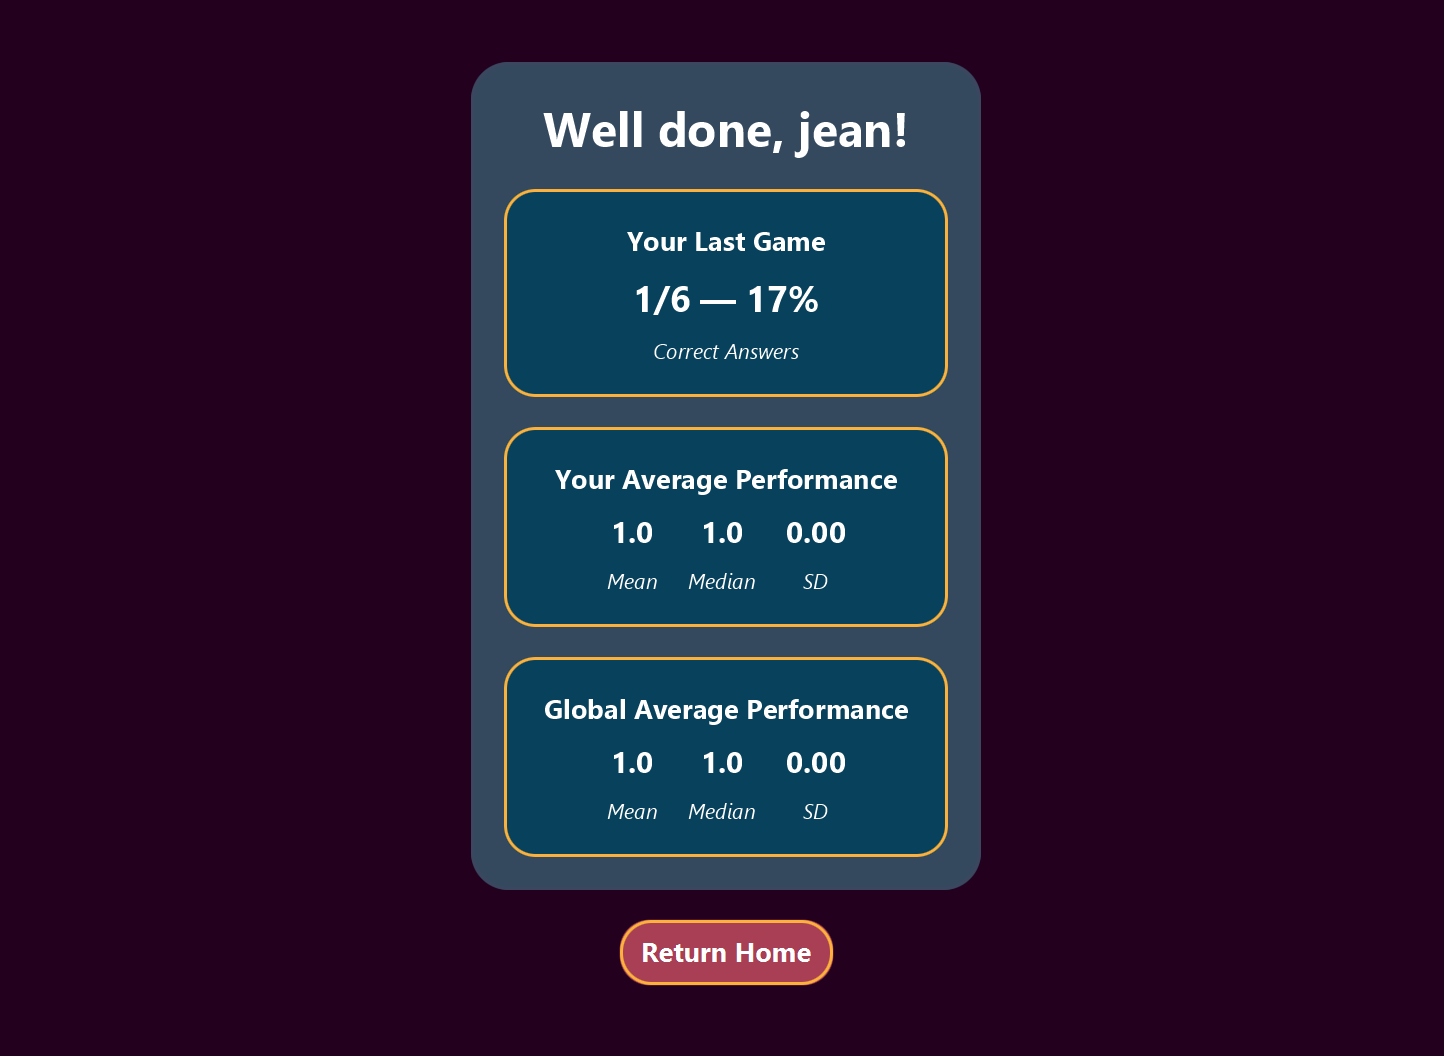 Well done, jean!
Your Last Game
1/6 — 17%
Correct Answers
Your Average Performance
1.0 1.0 0.00
Mean Median SD
Global Average Performance
1.0 1.0 0.00
Mean Median SD
Return Home